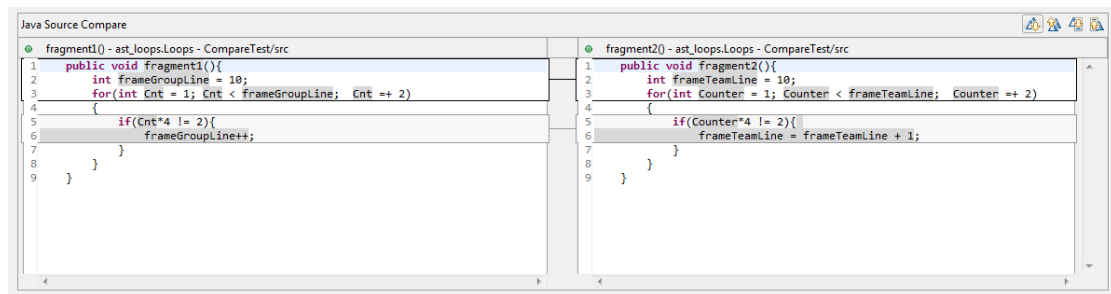 Java Source Compare
fragment1() - ast_loops.Loops - CompareTest/src
1 public void fragment1(){
2 int frameGroupLine = 10;
3 for(int Cnt = 1; Cnt < frameGroupLine; Cnt =+ 2)
4 {
5 if(Cnt*4 != 2){
6 frameGroupLine++;
7 }
8 }
9 }
fragment2() - ast_loops.Loops - CompareTest/src
1 public void fragment2(){
2 int frameTeamLine = 10;
3 for(int Counter = 1; Counter < frameTeamLine; Counter =+ 2)
4 {
5 if(Counter*4 != 2){
6 frameTeamLine = frameTeamLine + 1;
7 }
8 }
9 }